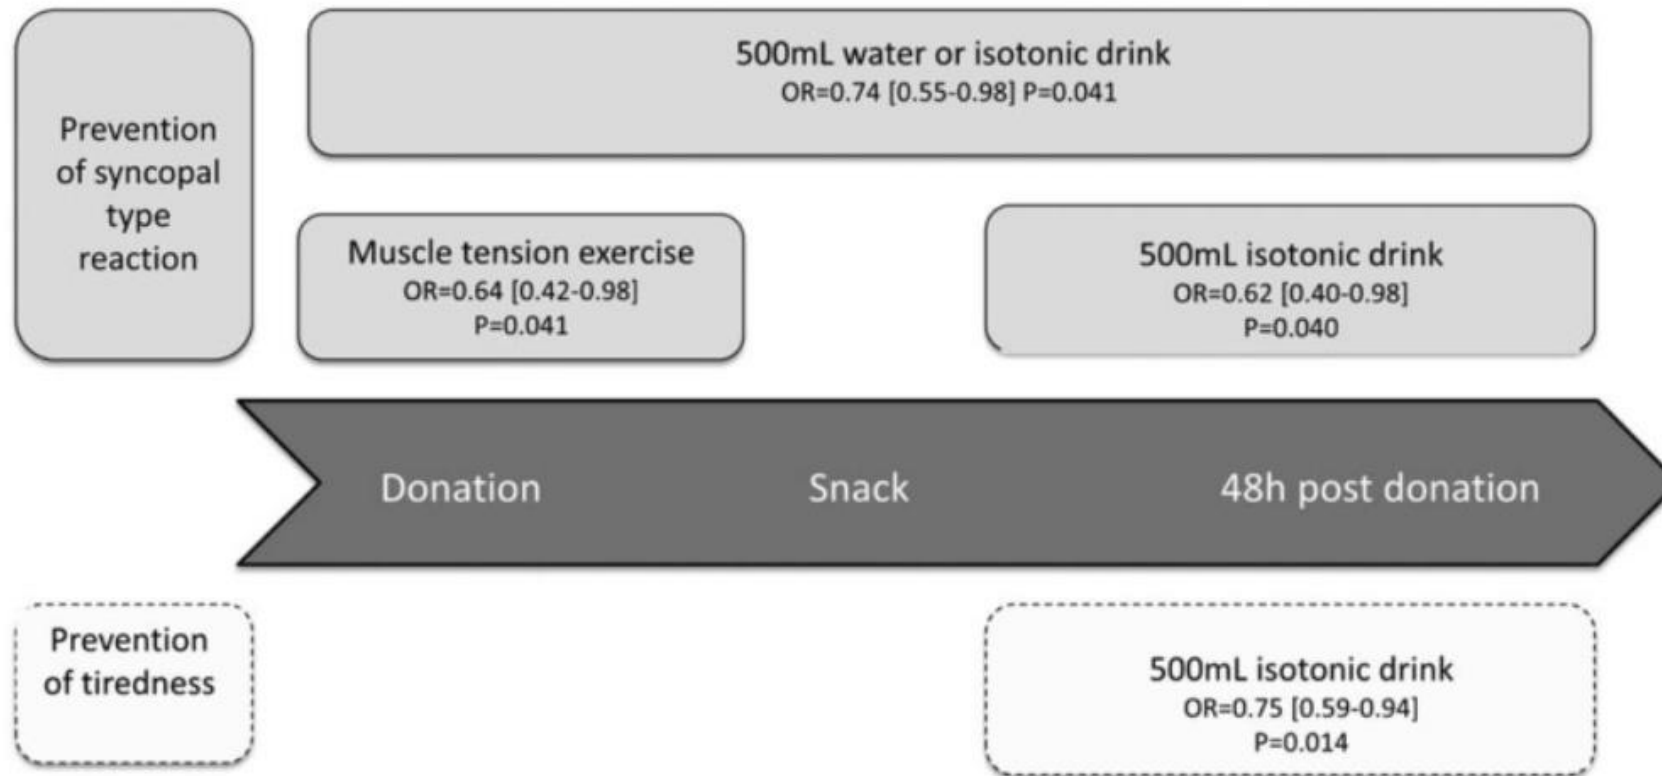 Prevention
of syncopal
type
reaction
500mL water or isotonic drink
OR=0.74 [0.55-0.98] P=0.041
Muscle tension exercise
OR=0.64 [0.42-0.98]
P=0.041
500mL isotonic drink
OR=0.62 [0.40-0.98]
P=0.040
Donation
Snack
48h post donation
Prevention
of tiredness
500mL isotonic drink
OR=0.75 [0.59-0.94]
P=0.014